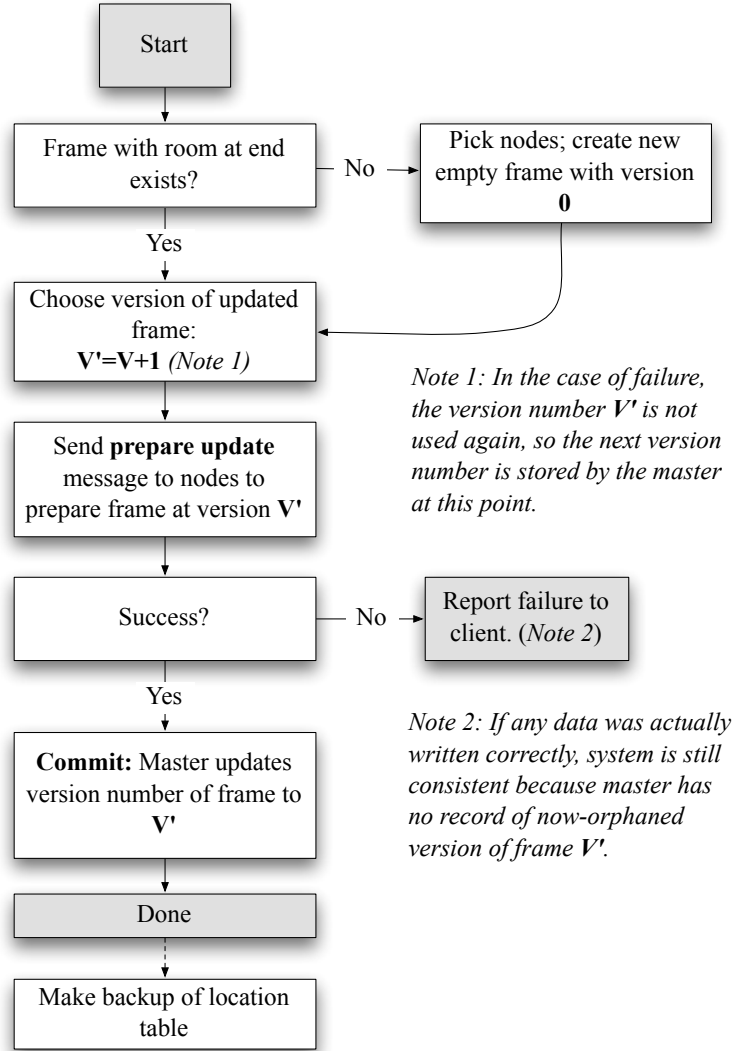 Start
Frame with room at end
exists?
No
Pick nodes; create new
empty frame with version
0
Yes
Choose version of updated
frame:
V'=V+1 (Note 1)
Note 1: In the case of failure,
the version number V' is not
used again, so the next version
number is stored by the master
at this point.
Send prepare update
message to nodes to
prepare frame at version V'
Success?
No
Report failure to
client. (Note 2)
Yes
Note 2: If any data was actually
written correctly, system is still
consistent because master has
no record of now-orphaned
version of frame V'.
Commit: Master updates
version number of frame to
V'
Done
Make backup of location
table